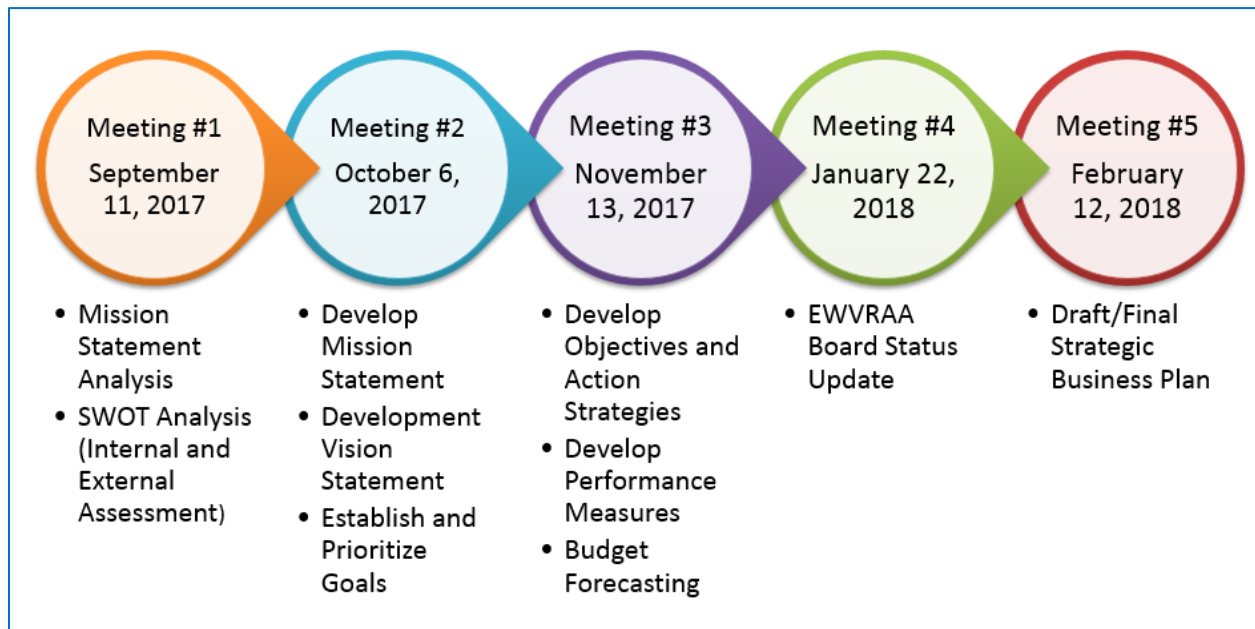 Meeting #1
September
11, 2017
Meeting #2
October 6,
2017
Meeting #3
November
13, 2017
Meeting #4
January 22,
2018
Meeting #5
February
12, 2018
• Mission
Statement
Analysis
• SWOT Analysis
(Internal and
External
Assessment)
• Develop
Mission
Statement
• Development
Vision
Statement
• Establish and
Prioritize
Goals
• Develop
Objectives and
Action
Strategies
• Develop
Performance
Measures
• Budget
Forecasting
• EWVRAA
Board Status
Update
• Draft/Final
Strategic
Business Plan